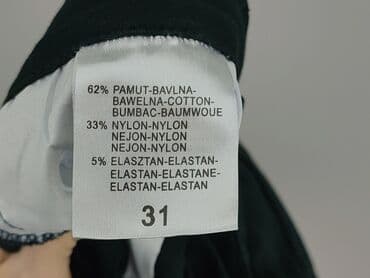 62% PAMUT-BAVLNA-
BAWELNA-COTTON-
BUMBAC-BAUMWOUE
33% NYLON-NYLON
NEJON-NYLON
NEJON-NYLON
5% ELASZTAN-ELASTAN-
ELASTAN-ELASTANE-
ELASTAN-ELASTAN
31